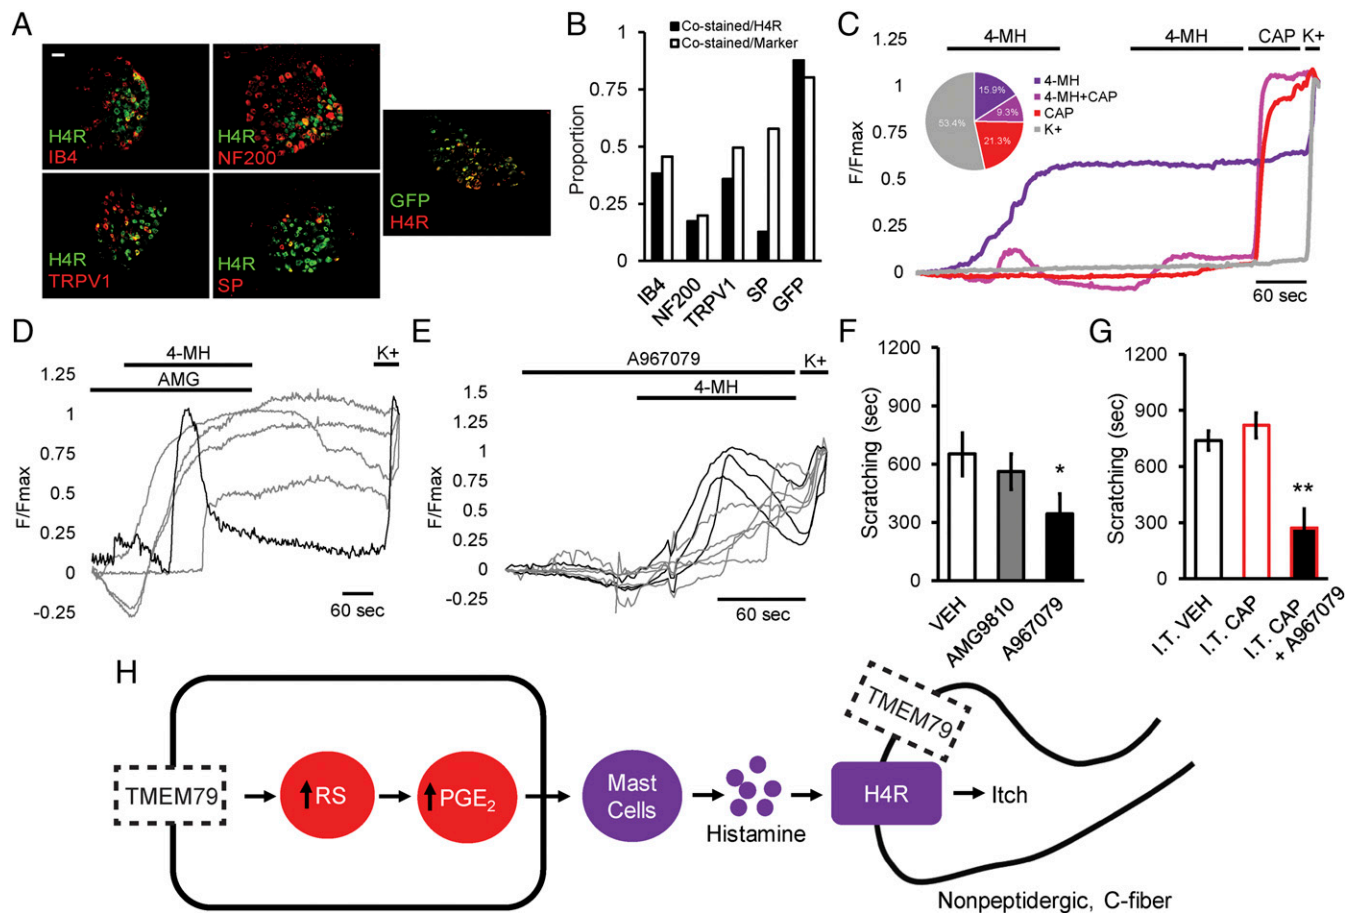 A
H4R
IB4
H4R
NF200
H4R
TRPV1
H4R
SP
GFP
H4R
B
Co-stained/H4R
Co-stained/Marker
Proportion
1
0.75
0.5
0.25
0
IB4
NF200
TRPV1
SP
GFP
C
4-MH
4-MH
CAP
K+
F/Fmax
1.25
1
0.75
0.5
0.25
0
15.9%
9.3%
21.3%
53.4%
4-MH
4-MH+CAP
CAP
K+
60 sec
D
4-MH
AMG
K+
F/Fmax
1.25
1
0.75
0.5
0.25
0
-0.25
60 sec
E
A967079
K+
4-MH
F/Fmax
1.5
1.25
1
0.75
0.5
0.25
0
-0.25
60 sec
F
Scratching (sec)
1200
900
600
300
0
*
VEH
AMG9810
A967079
G
Scratching (sec)
1200
900
600
300
0
**
I.T. VEH
I.T. CAP
I.T. CAP
+ A967079
H
TMEM79
↑RS
↑PGE₂
Mast
Cells
Histamine
TMEM79
H4R
Itch
Nonpeptidergic, C-fiber